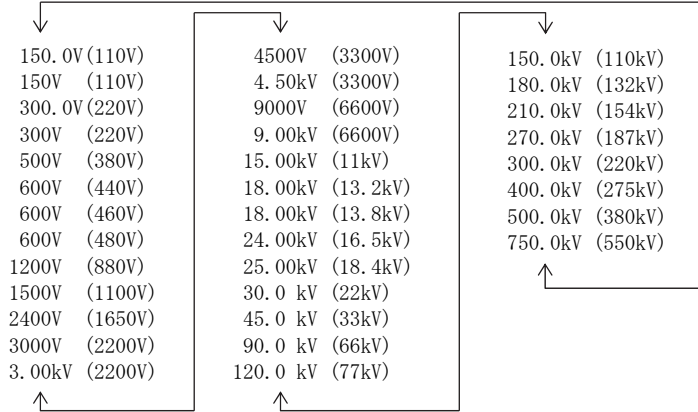 150.0V (110V)
150V (110V)
300.0V (220V)
300V (220V)
500V (380V)
600V (440V)
600V (460V)
600V (480V)
1200V (880V)
1500V (1100V)
2400V (1650V)
3000V (2200V)
3.00kV (2200V)
4500V (3300V)
4.50kV (3300V)
9000V (6600V)
9.00kV (6600V)
15.00kV (11kV)
18.00kV (13.2kV)
18.00kV (13.8kV)
24.00kV (16.5kV)
25.00kV (18.4kV)
30.0 kV (22kV)
45.0 kV (33kV)
90.0 kV (66kV)
120.0 kV (77kV)
150.0kV (110kV)
180.0kV (132kV)
210.0kV (154kV)
270.0kV (187kV)
300.0kV (220kV)
400.0kV (275kV)
500.0kV (380kV)
750.0kV (550kV)